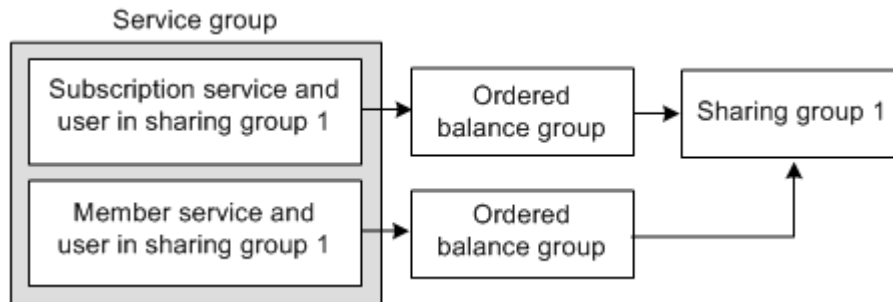 Service group
Subscription service and
user in sharing group 1
Ordered
balance group
Sharing group 1
Member service and
user in sharing group 1
Ordered
balance group